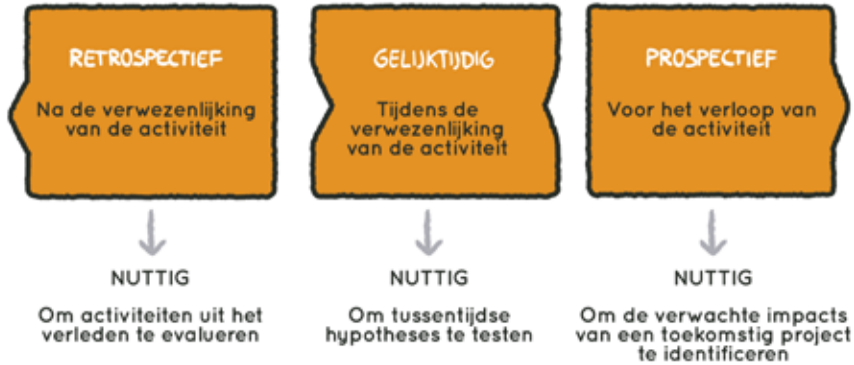 RETROSPECTIEF
Na de verwezenlijking
van de activiteit
NUTTIG
Om activiteiten uit het
verleden te evalueren
GELIJKTIJDIG
Tijdens de
verwezenlijking
van de activiteit
NUTTIG
Om tussentijdse
hypotheses te testen
PROSPECTIEF
Voor het verloop van
de activiteit
NUTTIG
Om de verwachte impacts
van een toekomstig project
te identificeren